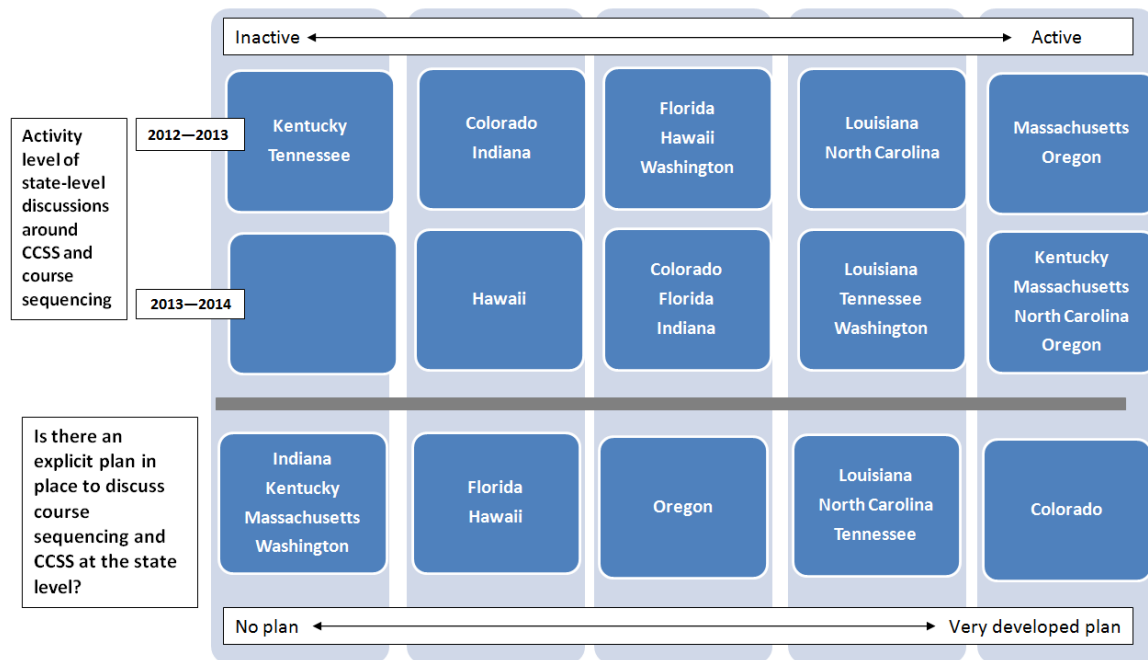 Inactive
Active
Activity
level of
state-level
discussions
around
CCSS and
course
sequencing
2012—2013
Kentucky
Tennessee
Colorado
Indiana
Florida
Hawaii
Washington
Louisiana
North Carolina
Massachusetts
Oregon
2013—2014
Hawaii
Colorado
Florida
Indiana
Louisiana
Tennessee
Washington
Kentucky
Massachusetts
North Carolina
Oregon
Is there an
explicit plan in
place to discuss
course
sequencing and
CCSS at the state
level?
Indiana
Kentucky
Massachusetts
Washington
Florida
Hawaii
Oregon
Louisiana
North Carolina
Tennessee
Colorado
No plan
Very developed plan